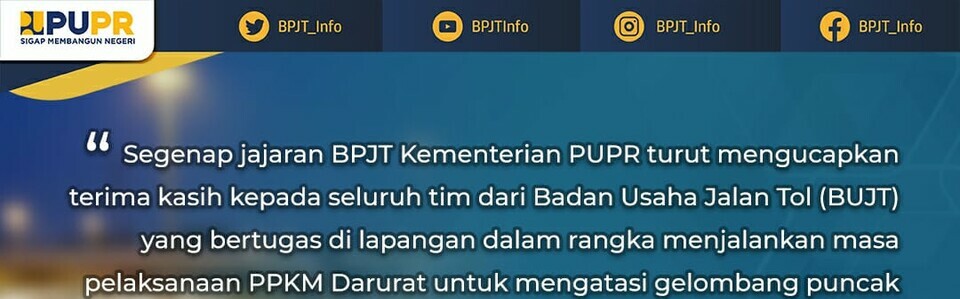 PUPR
SIGAP MEMBANGUN NEGERI
BPJT_Info
BPJTInfo
BPJT_Info
BPJT_Info
“ Segenap jajaran BPJT Kementerian PUPR turut mengucapkan
terima kasih kepada seluruh tim dari Badan Usaha Jalan Tol (BUJT)
yang bertugas di lapangan dalam rangka menjalankan masa
pelaksanaan PPKM Darurat untuk mengatasi gelombang puncak